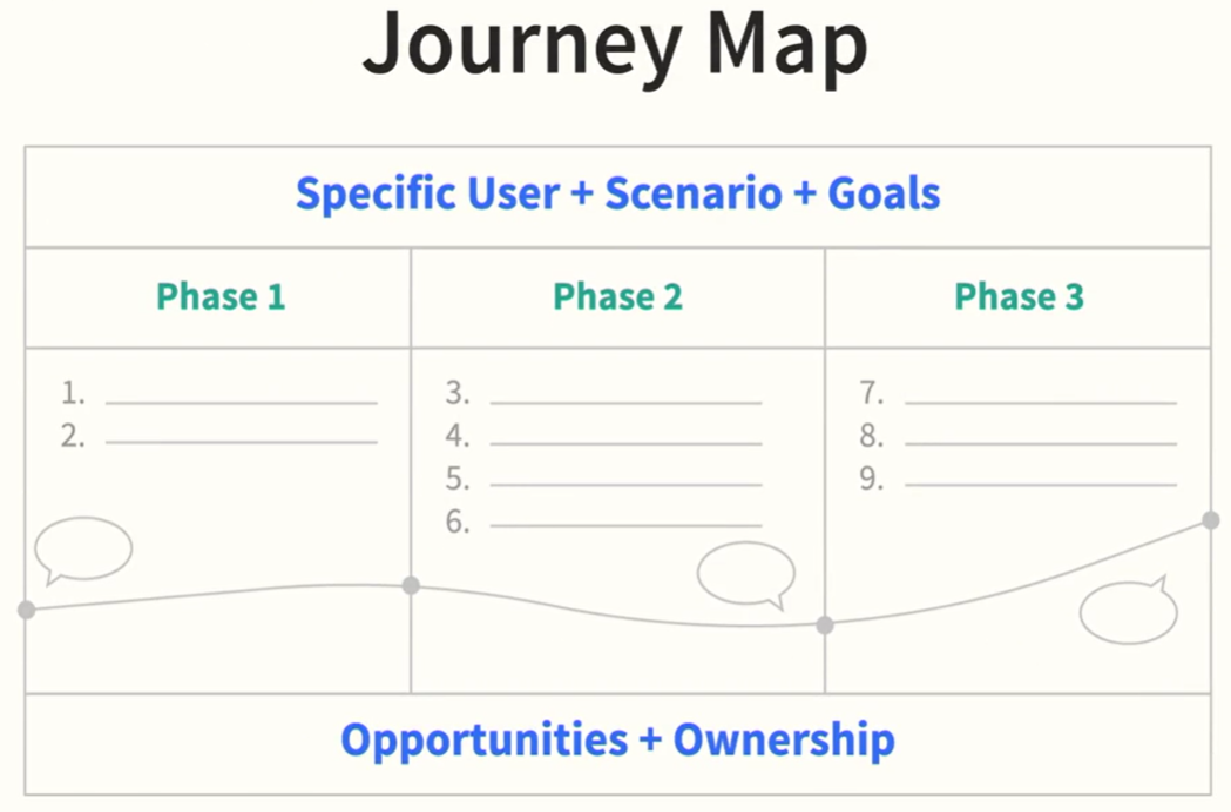 Journey Map
Specific User + Scenario + Goals
Phase 1
Phase 2
Phase 3
1.
2.
3.
4.
5.
6.
7.
8.
9.
Opportunities + Ownership